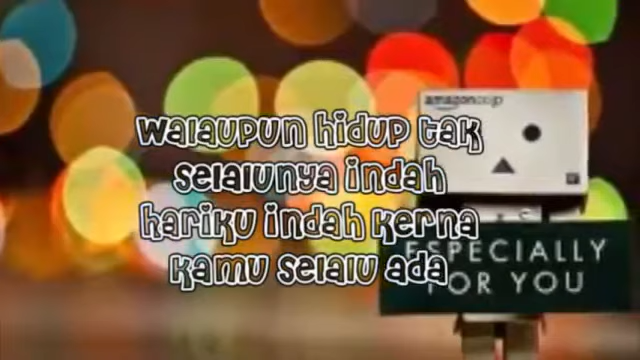 amazon.co.jp
walaupun hidup tak
selalunya indah
hariku indah kerna
kamu selalu ada
ESPECIALLY
FOR YOU